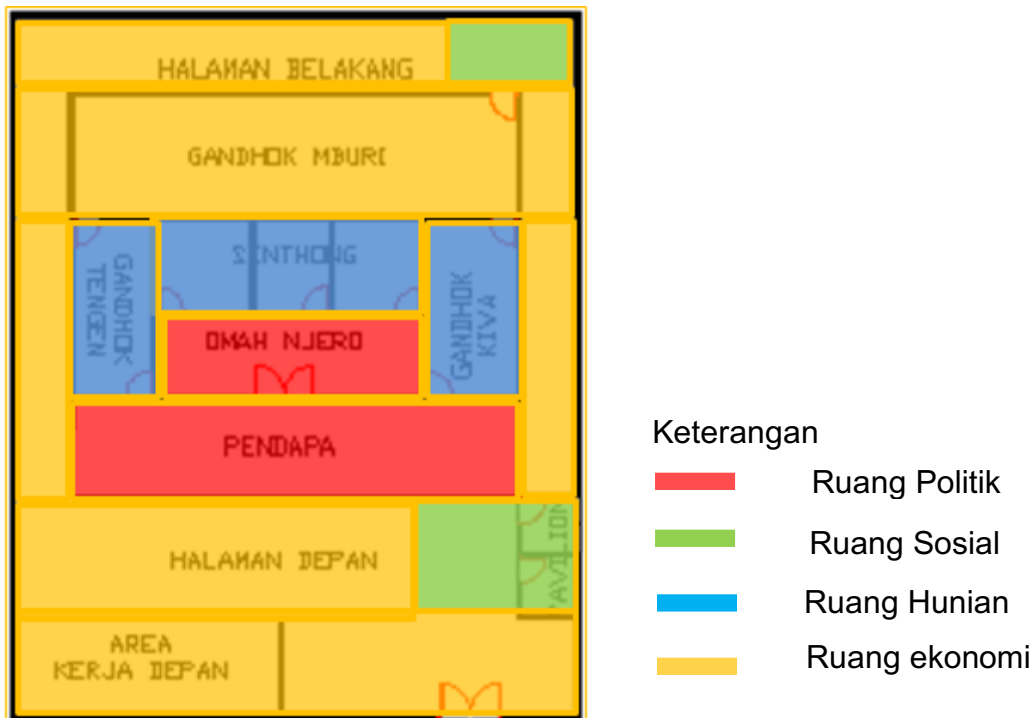 HALAMAN BELAKANG
GANDHOK MBURI
SENTHONG
GANDHOK
TENGEN
OMAH NJERO
GANDHOK
KIVA
PENDAPA
HALAMAN DEPAN
PAVILION
AREA
KERJA DEPAN
Keterangan
Ruang Politik
Ruang Sosial
Ruang Hunian
Ruang ekonomi